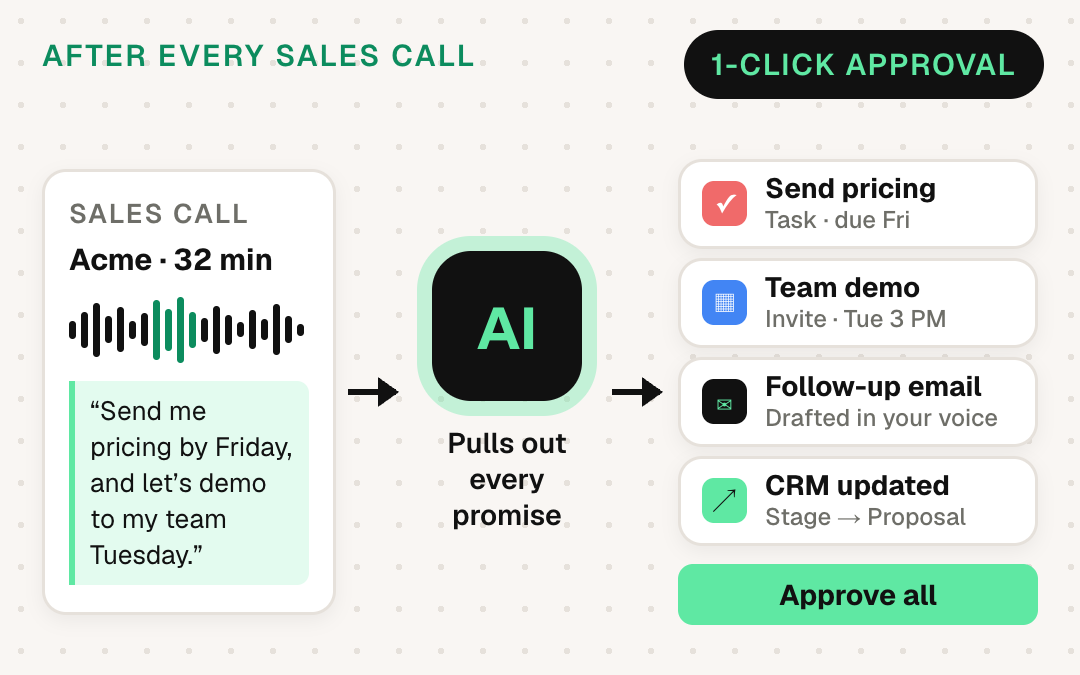 AFTER EVERY SALES CALL
1-CLICK APPROVAL
SALES CALL
Acme · 32 min
“Send me
pricing by Friday,
and let’s demo
to my team
Tuesday.”
AI
Pulls out
every
promise
Send pricing
Task · due Fri
Team demo
Invite · Tue 3 PM
Follow-up email
Drafted in your voice
CRM updated
Stage → Proposal
Approve all